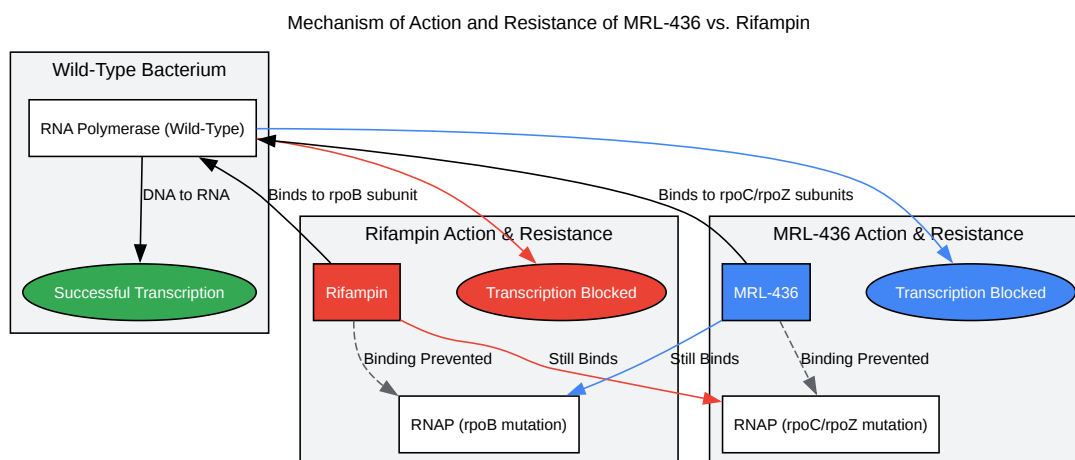 Mechanism of Action and Resistance of MRL-436 vs. Rifampin
Wild-Type Bacterium
RNA Polymerase (Wild-Type)
DNA to RNA
Binds to rpoB subunit
Binds to rpoC/rpoZ subunits
Rifampin Action & Resistance
MRL-436 Action & Resistance
Successful Transcription
Rifampin
Transcription Blocked
MRL-436
Transcription Blocked
Binding Prevented
Still Binds
Still Binds
Binding Prevented
RNAP (rpoB mutation)
RNAP (rpoC/rpoZ mutation)